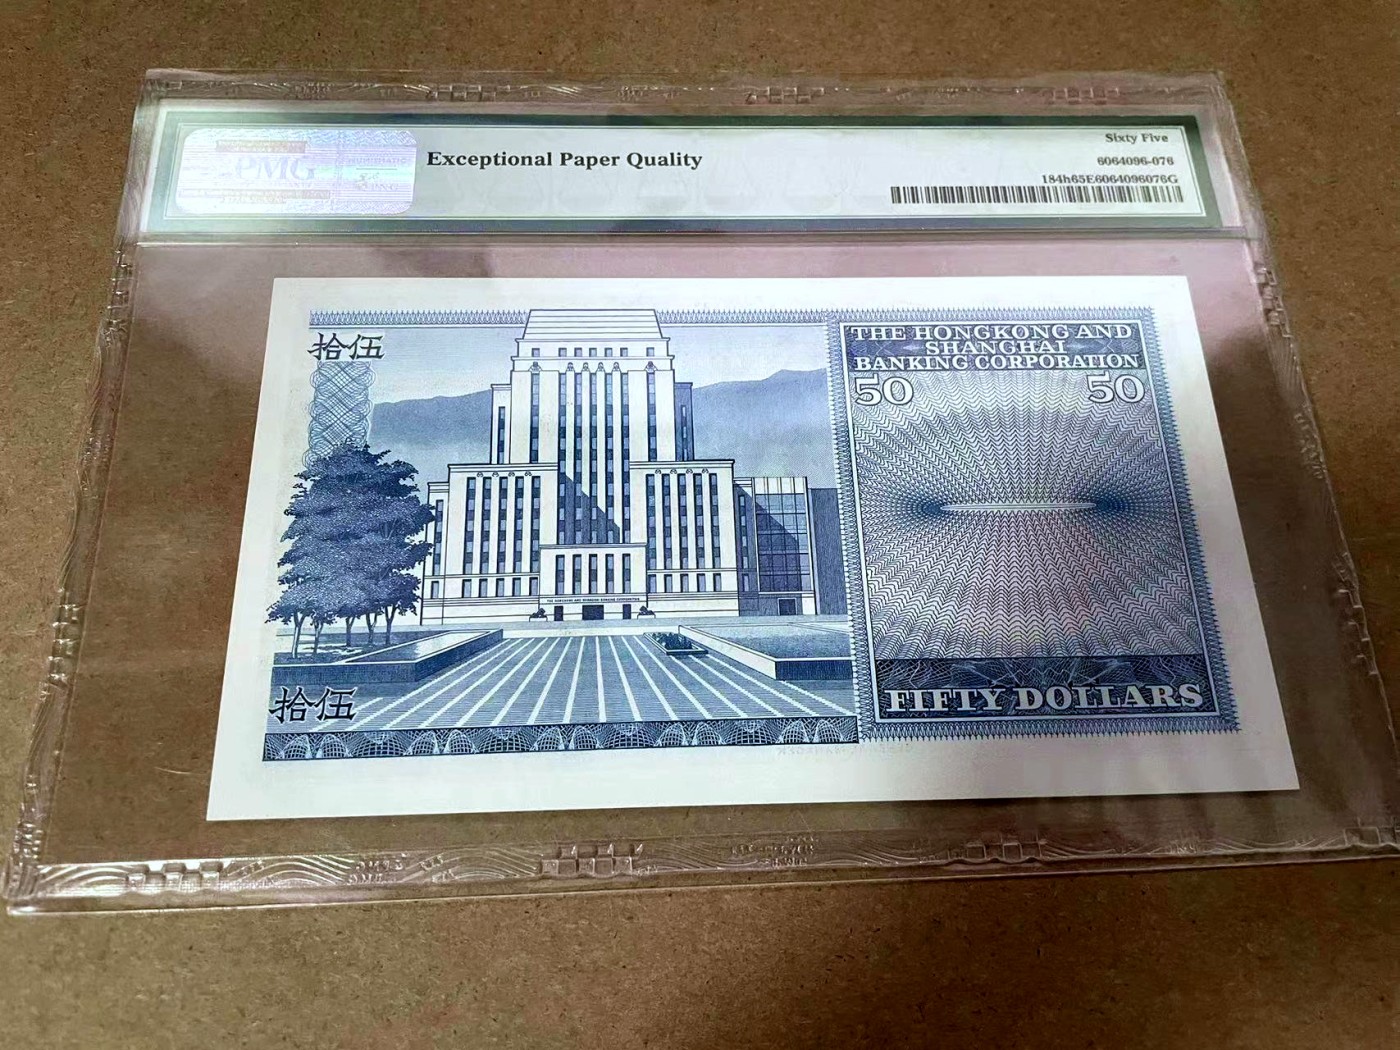 PMG
Exceptional Paper Quality
Sixty Five
6064096-076
184h65E6064096076G
拾伍
THE HONGKONG AND
SHANGHAI
BANKING CORPORATION
50 50
拾伍
FIFTY DOLLARS